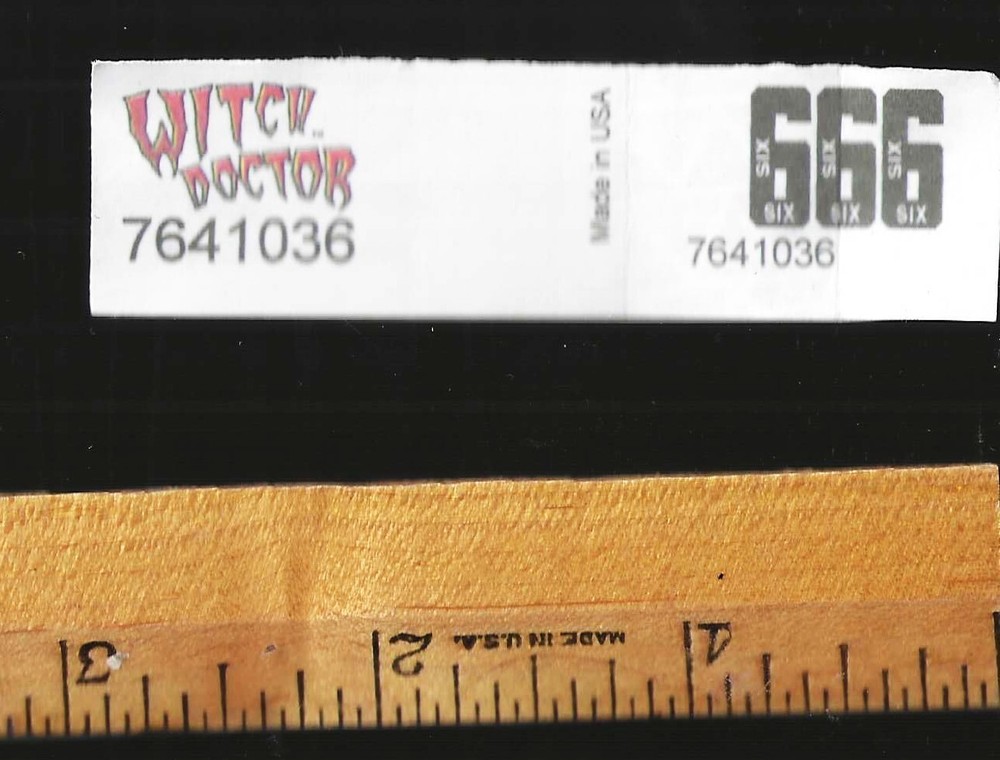 WITCH
DOCTOR
7641036
Made in USA
666
SIX SIX SIX
SIX SIX SIX
7641036
3 2 MADE IN U.S.A. 1